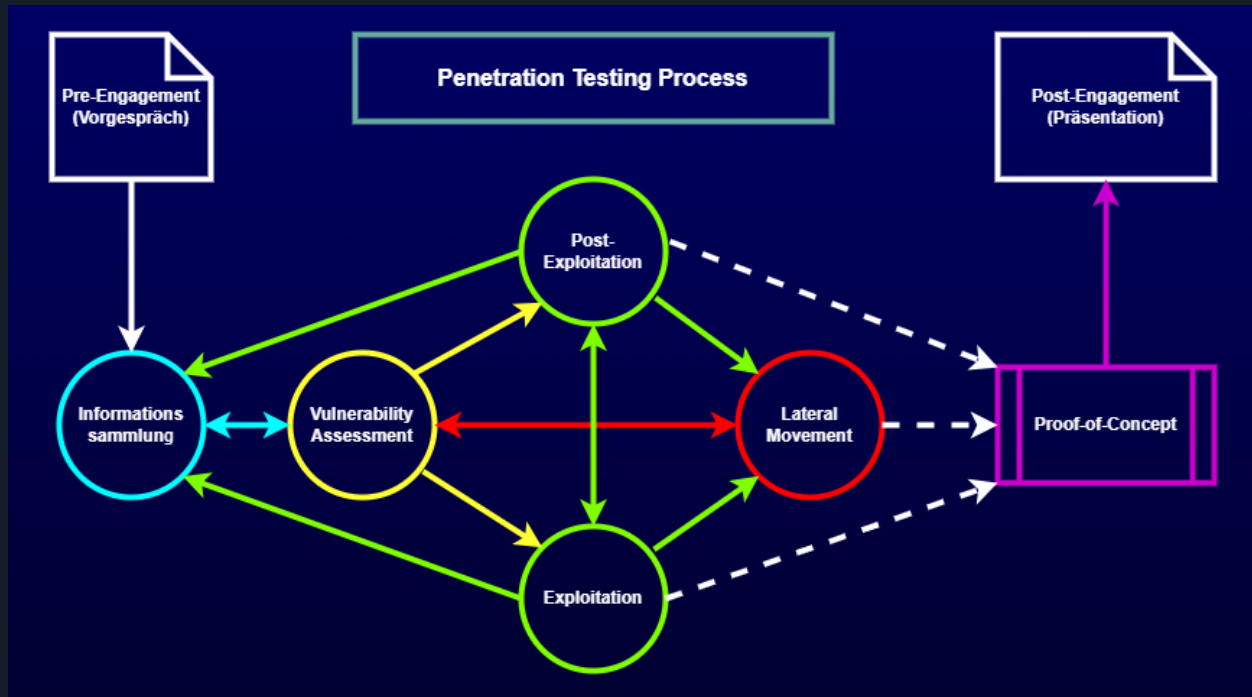 Penetration Testing Process
Pre-Engagement
(Vorgespräch)
Post-Engagement
(Präsentation)
Post-
Exploitation
Informations
sammlung
Vulnerability
Assessment
Lateral
Movement
Proof-of-Concept
Exploitation